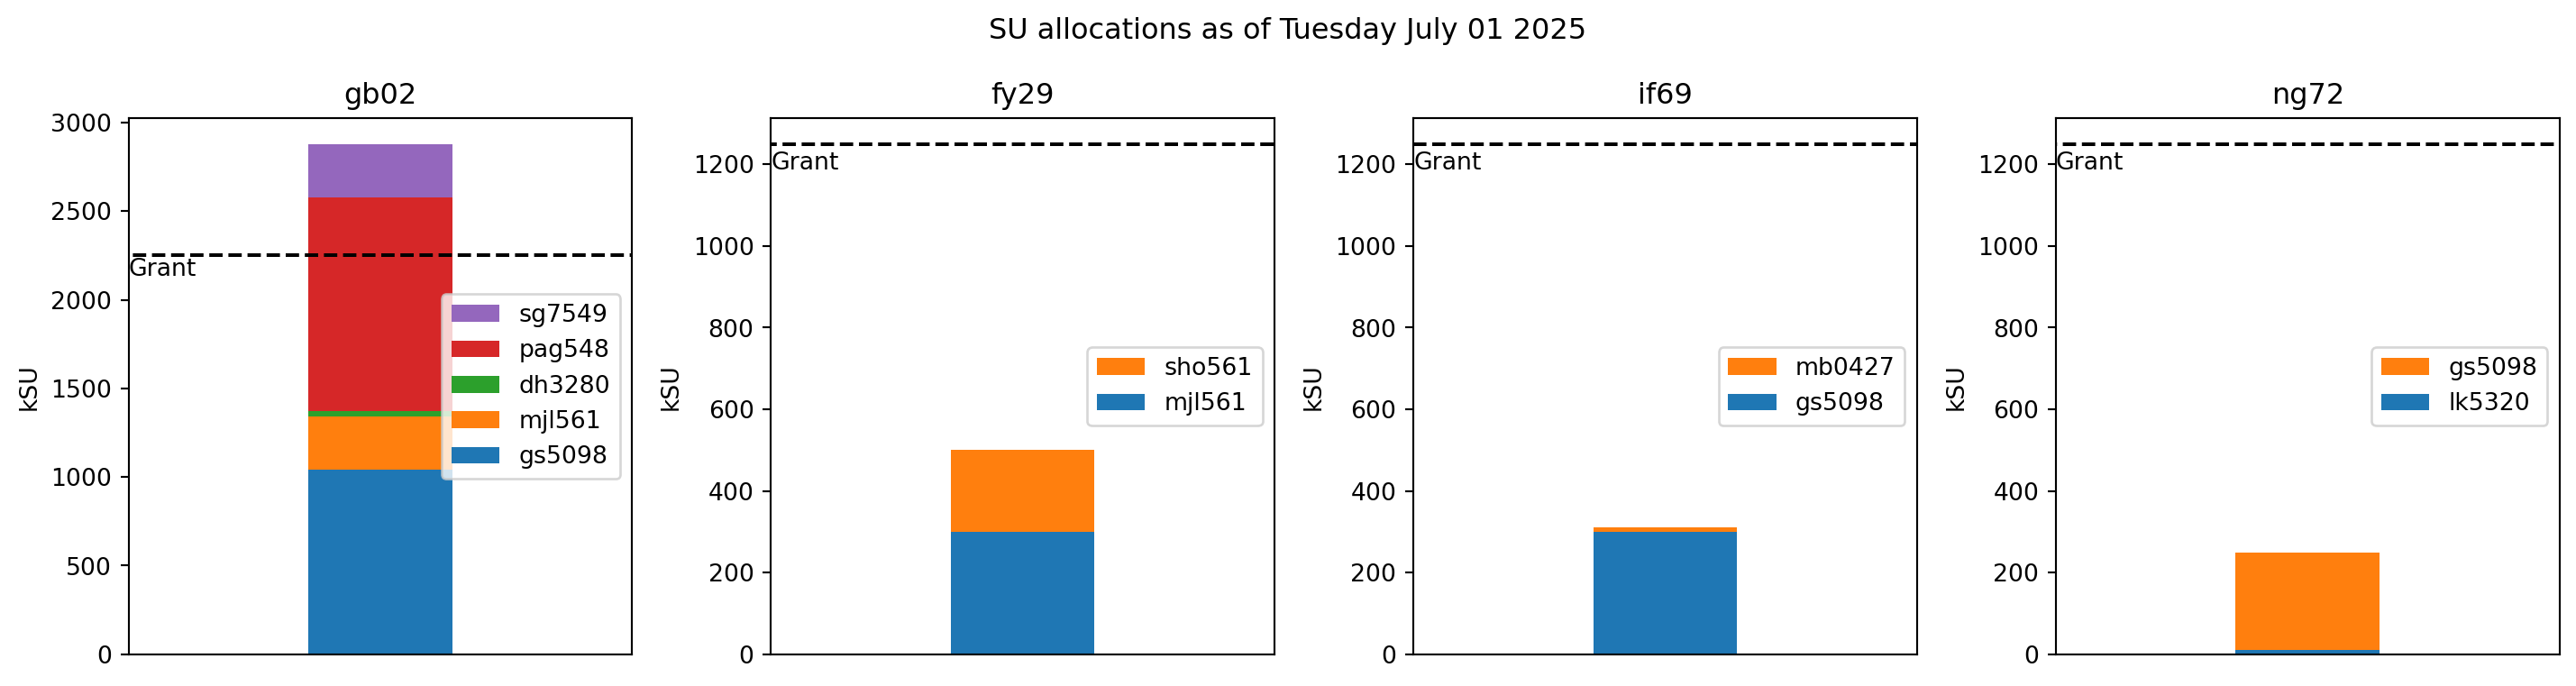 SU allocations as of Tuesday July 01 2025
gb02
3000
2500
2000
1500
1000
500
0
kSU
Grant
sg7549
pag548
dh3280
mjl561
gs5098
fy29
1200
1000
800
600
400
200
0
kSU
Grant
sho561
mjl561
if69
1200
1000
800
600
400
200
0
kSU
Grant
mb0427
gs5098
ng72
1200
1000
800
600
400
200
0
kSU
Grant
gs5098
lk5320